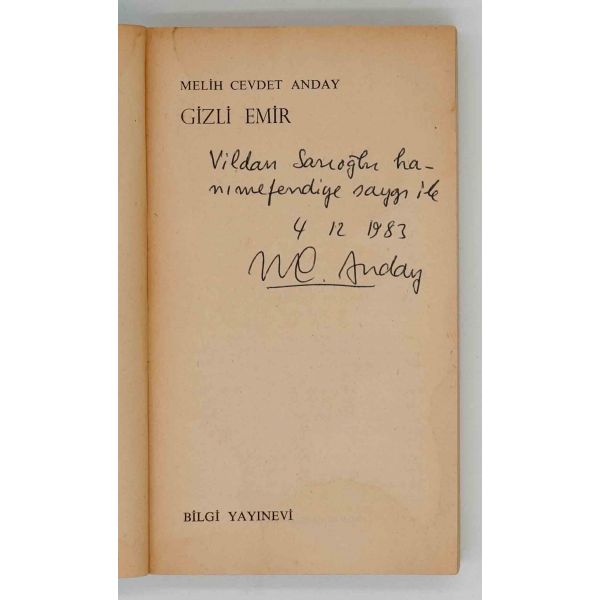 MELİH CEVDET ANDAY
GİZLİ EMİR
Vildan Sarıoğlu ha-
nımefendiye saygı ile
4 12 1983
MC. Anday
BİLGİ YAYINEVİ